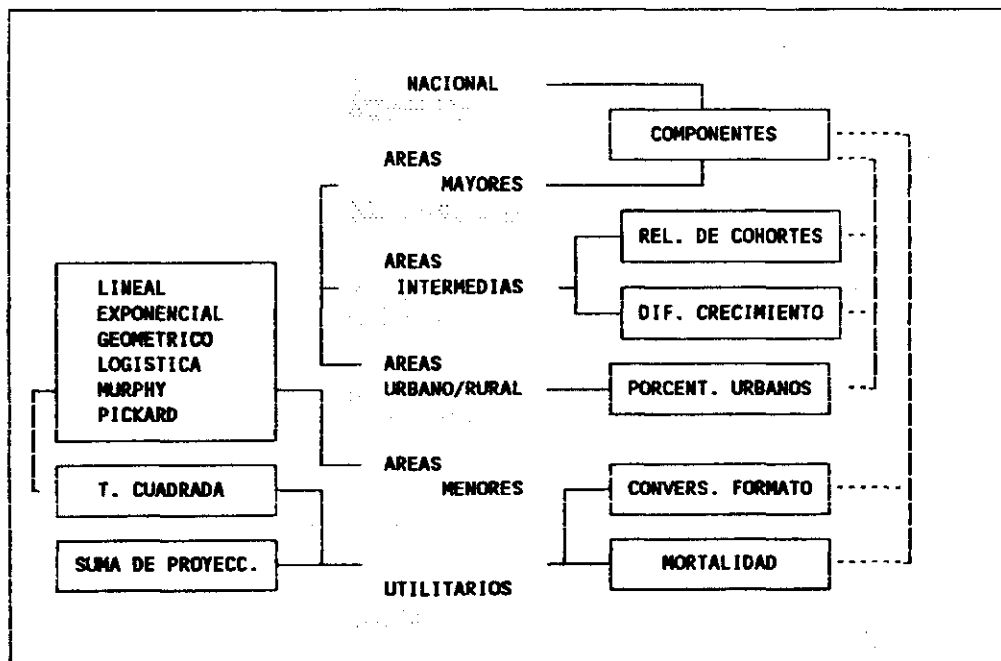 NACIONAL
COMPONENTES
AREAS
MAYORES
REL. DE COHORTES
AREAS
INTERMEDIAS
DIF. CRECIMIENTO
LINEAL
EXPONENCIAL
GEOMETRICO
LOGISTICA
MURPHY
PICKARD
AREAS
URBANO/RURAL
PORCENT. URBANOS
AREAS
MENORES
T. CUADRADA
CONVERS. FORMATO
SUMA DE PROYECC.
MORTALIDAD
UTILITARIOS